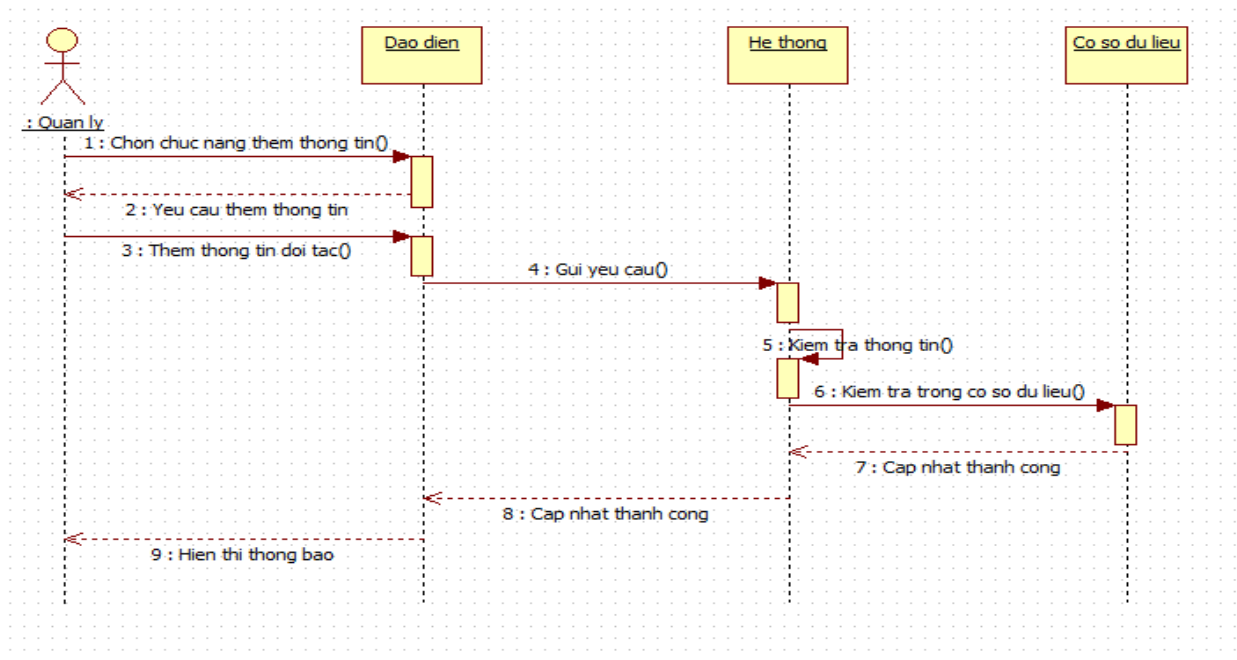 Dao dien
He thong
Co so du lieu
: Quan ly
1 : Chon chuc nang them thong tin()
2 : Yeu cau them thong tin
3 : Them thong tin doi tac()
4 : Gui yeu cau()
5 : Kiem tra thong tin()
6 : Kiem tra trong co so du lieu()
7 : Cap nhat thanh cong
8 : Cap nhat thanh cong
9 : Hien thi thong bao